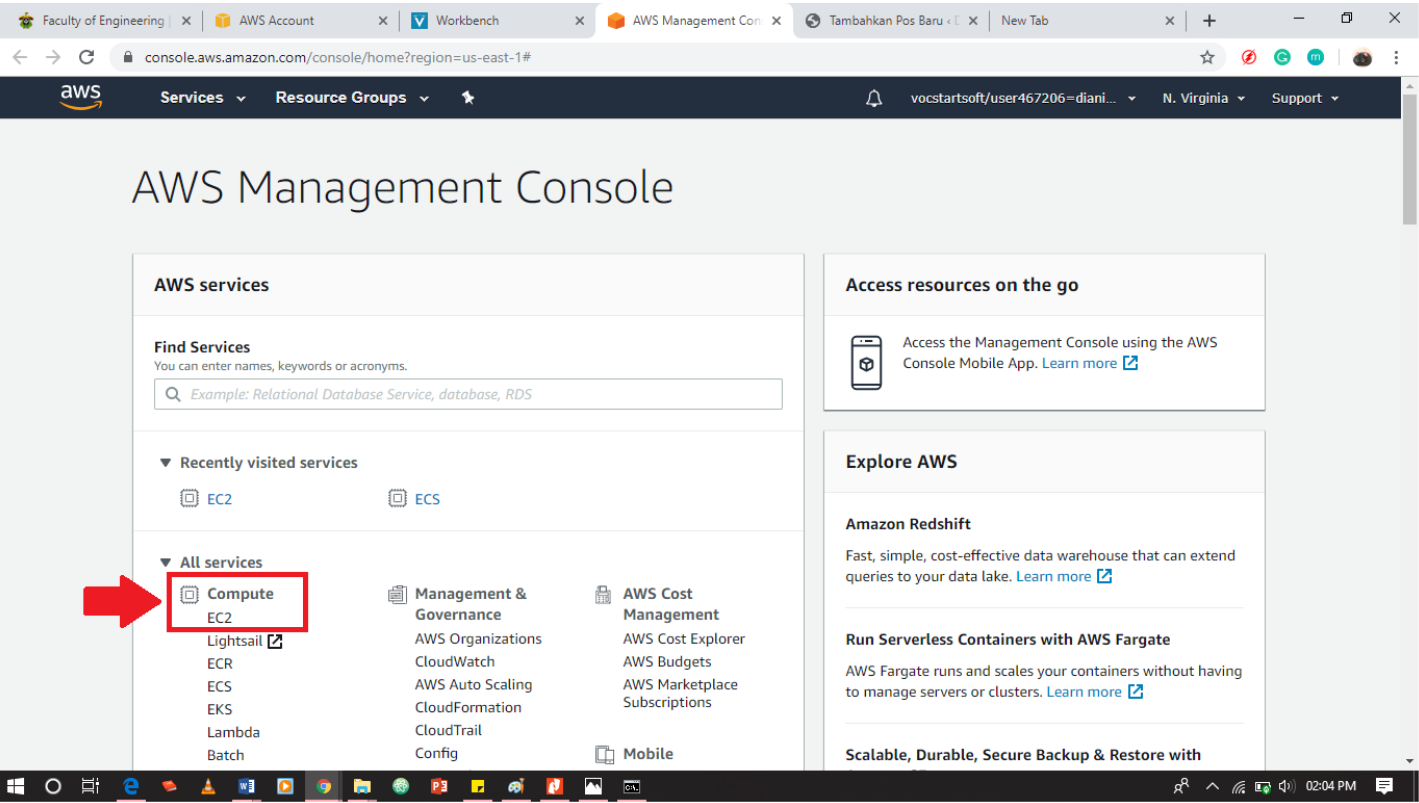 Faculty of Engineering |
AWS Account
Workbench
AWS Management Con
Tambahkan Pos Baru ‹
New Tab
console.aws.amazon.com/console/home?region=us-east-1#
aws
Services
Resource Groups
vocstartsoft/user467206=diani...
N. Virginia
Support
AWS Management Console
AWS services
Find Services
You can enter names, keywords or acronyms.
Example: Relational Database Service, database, RDS
Recently visited services
EC2
ECS
All services
Compute
EC2
Lightsail
ECR
ECS
EKS
Lambda
Batch
Management &
Governance
AWS Organizations
CloudWatch
AWS Auto Scaling
CloudFormation
CloudTrail
Config
AWS Cost
Management
AWS Cost Explorer
AWS Budgets
AWS Marketplace
Subscriptions
Mobile
Access resources on the go
Access the Management Console using the AWS
Console Mobile App. Learn more
Explore AWS
Amazon Redshift
Fast, simple, cost-effective data warehouse that can extend
queries to your data lake. Learn more
Run Serverless Containers with AWS Fargate
AWS Fargate runs and scales your containers without having
to manage servers or clusters. Learn more
Scalable, Durable, Secure Backup & Restore with
02:04 PM